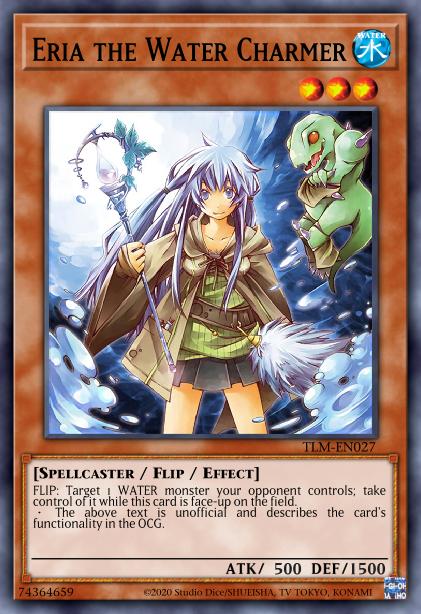 ERIA THE WATER CHARMER
WATER
水
TLM-EN027
[SPELLCASTER / FLIP / EFFECT]
FLIP: Target 1 WATER monster your opponent controls; take
control of it while this card is face-up on the field.
· The above text is unofficial and describes the card's
functionality in the OCG.
ATK/ 500 DEF/1500
74364659
©2020 Studio Dice/SHUEISHA, TV TOKYO, KONAMI